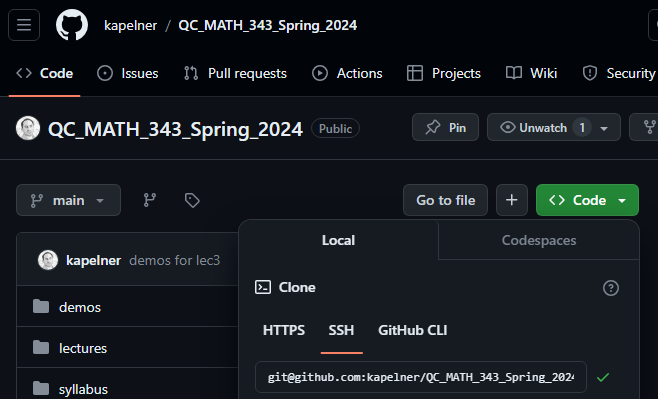 kapelner / QC_MATH_343_Spring_2024
Code Issues Pull requests Actions Projects Wiki Security
QC_MATH_343_Spring_2024 Public Pin Unwatch 1
main Go to file Code
Local Codespaces
kapelner demos for lec3
Clone
demos
HTTPS SSH GitHub CLI
lectures
git@github.com:kapelner/QC_MATH_343_Spring_2024
syllabus